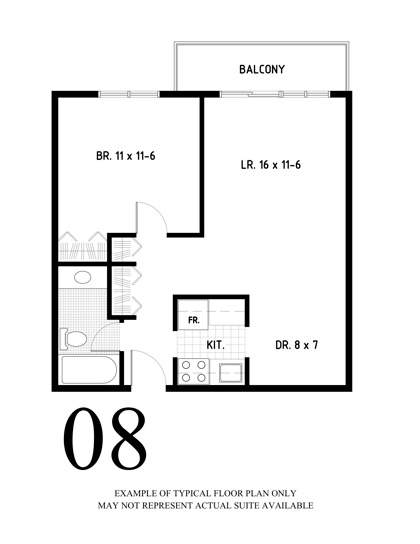 BALCONY
BR. 11 x 11-6
LR. 16 x 11-6
FR.
KIT.
DR. 8 x 7
08
EXAMPLE OF TYPICAL FLOOR PLAN ONLY
MAY NOT REPRESENT ACTUAL SUITE AVAILABLE